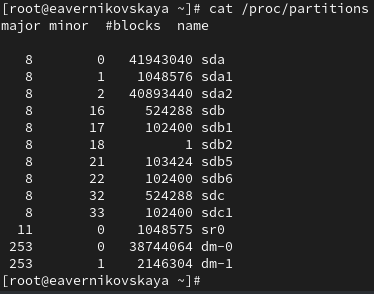 [root@eavernikovskaya ~]# cat /proc/partitions
major minor  #blocks  name

   8        0   41943040 sda
   8        1    1048576 sda1
   8        2   40893440 sda2
   8       16     524288 sdb
   8       17     102400 sdb1
   8       18          1 sdb2
   8       21     103424 sdb5
   8       22     102400 sdb6
   8       32     524288 sdc
   8       33     102400 sdc1
  11        0    1048575 sr0
 253        0   38744064 dm-0
 253        1    2146304 dm-1
[root@eavernikovskaya ~]#